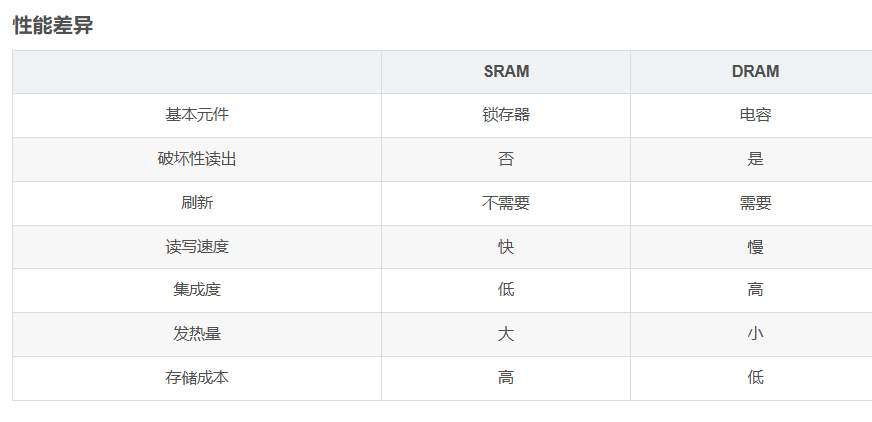 性能差异
SRAM DRAM
基本元件 锁存器 电容
破坏性读出 否 是
刷新 不需要 需要
读写速度 快 慢
集成度 低 高
发热量 大 小
存储成本 高 低